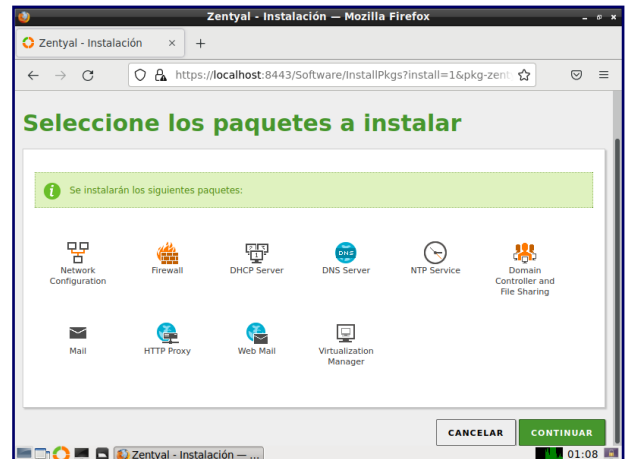 Zentyal - Instalación — Mozilla Firefox
Zentyal - Instalación
https://localhost:8443/Software/InstallPkgs?install=1&pkg-zent
Seleccione los paquetes a instalar
Se instalarán los siguientes paquetes:
Network
Configuration
Firewall
DHCP Server
DNS
DNS Server
NTP Service
Domain
Controller and
File Sharing
Mail
HTTP Proxy
Web Mail
Virtualization
Manager
CANCELAR
CONTINUAR
Zentyal - Instalación — ...
01:08